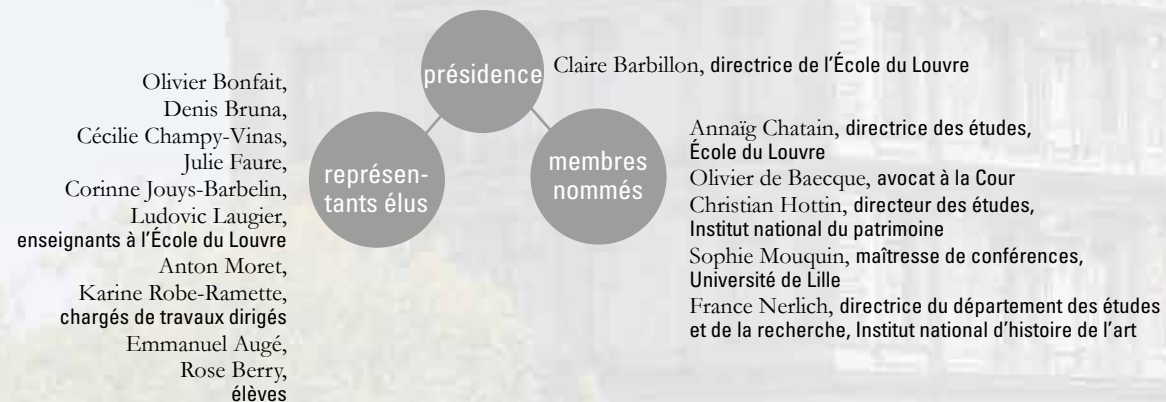 présidence
Claire Barbillon, directrice de l’École du Louvre
Olivier Bonfait,
Denis Bruna,
Cécilie Champy-Vinas,
Julie Faure,
Corinne Jouys-Barbelin,
Ludovic Laugier,
enseignants à l’École du Louvre
Anton Moret,
Karine Robe-Ramette,
chargés de travaux dirigés
Emmanuel Augé,
Rose Berry,
élèves
représen-
tants élus
membres
nommés
Annaïg Chatain, directrice des études,
École du Louvre
Olivier de Baecque, avocat à la Cour
Christian Hottin, directeur des études,
Institut national du patrimoine
Sophie Mouquin, maîtresse de conférences,
Université de Lille
France Nerlich, directrice du département des études
et de la recherche, Institut national d’histoire de l’art